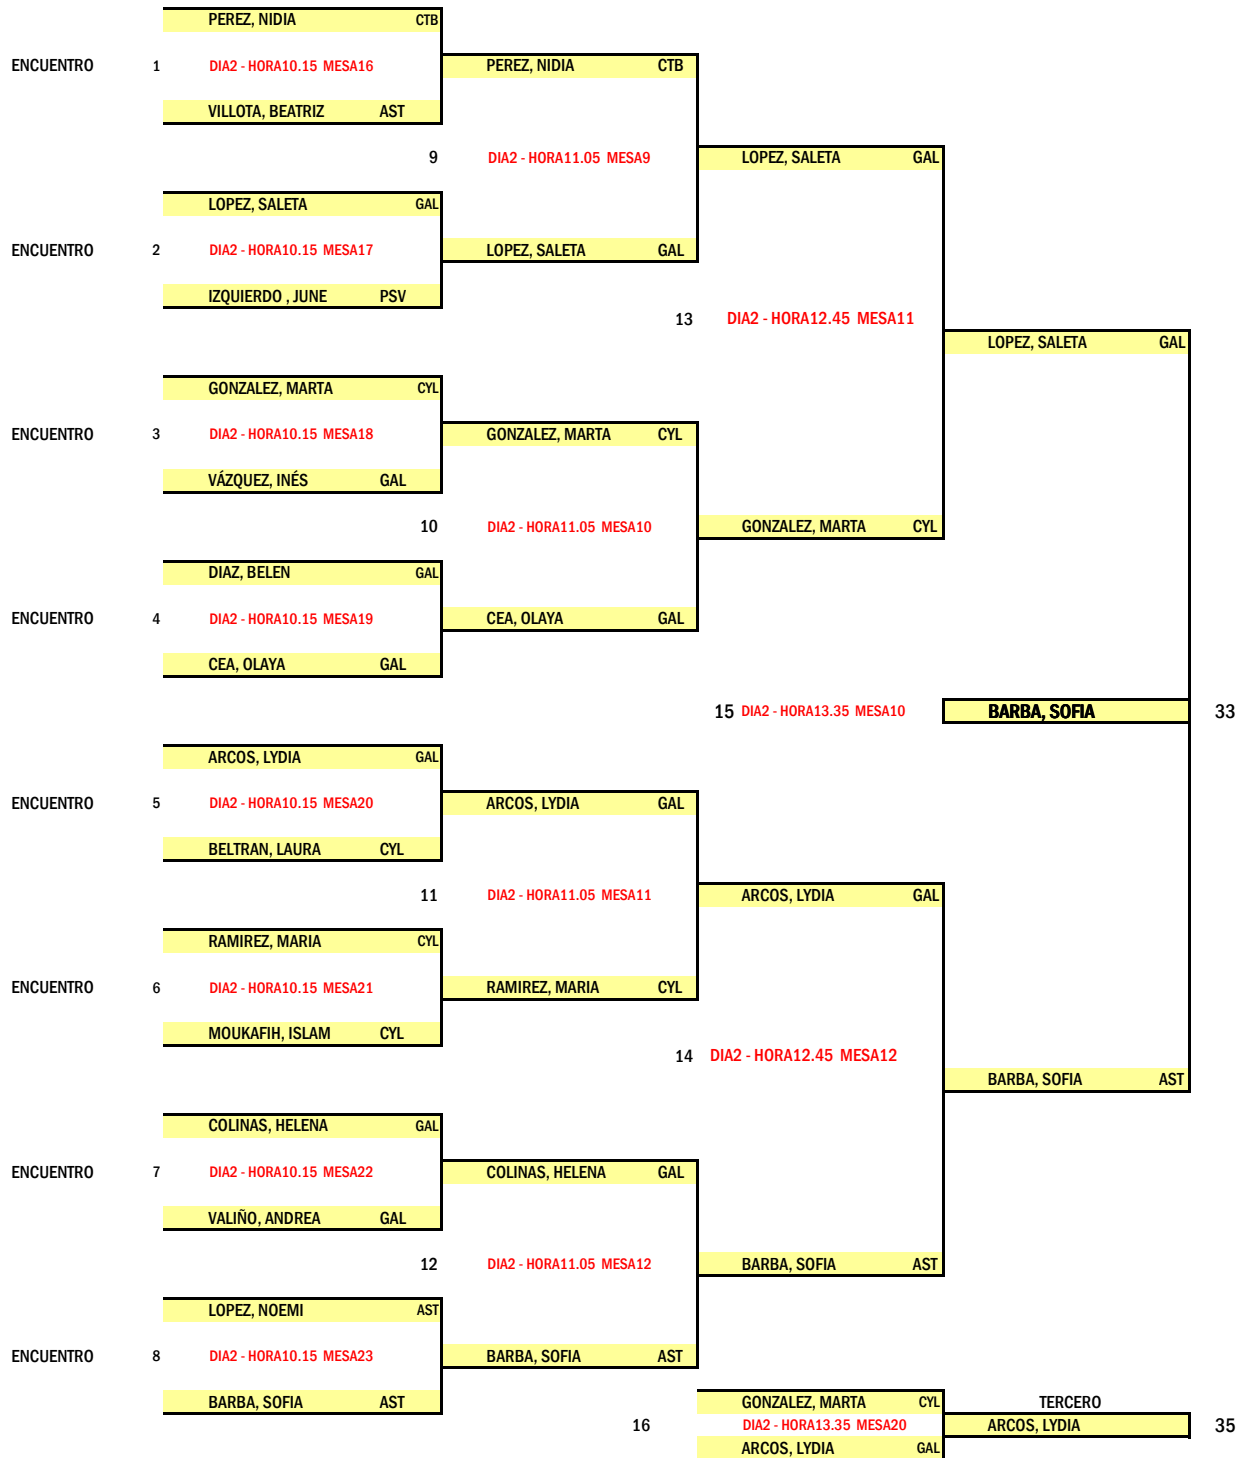 PEREZ, NIDIA CTB
ENCUENTRO 1 DIA2 - HORA10.15 MESA16 PEREZ, NIDIA CTB
VILLOTA, BEATRIZ AST
9 DIA2 - HORA11.05 MESA9 LOPEZ, SALETA GAL
LOPEZ, SALETA GAL
ENCUENTRO 2 DIA2 - HORA10.15 MESA17 LOPEZ, SALETA GAL
IZQUIERDO , JUNE PSV
13 DIA2 - HORA12.45 MESA11
LOPEZ, SALETA GAL
GONZALEZ, MARTA CYL
ENCUENTRO 3 DIA2 - HORA10.15 MESA18 GONZALEZ, MARTA CYL
VÁZQUEZ, INÉS GAL
10 DIA2 - HORA11.05 MESA10 GONZALEZ, MARTA CYL
DIAZ, BELEN GAL
ENCUENTRO 4 DIA2 - HORA10.15 MESA19 CEA, OLAYA GAL
CEA, OLAYA GAL
15 DIA2 - HORA13.35 MESA10 BARBA, SOFIA 33
ARCOS, LYDIA GAL
ENCUENTRO 5 DIA2 - HORA10.15 MESA20 ARCOS, LYDIA GAL
BELTRAN, LAURA CYL
11 DIA2 - HORA11.05 MESA11 ARCOS, LYDIA GAL
RAMIREZ, MARIA CYL
ENCUENTRO 6 DIA2 - HORA10.15 MESA21 RAMIREZ, MARIA CYL
MOUKAFIH, ISLAM CYL
14 DIA2 - HORA12.45 MESA12
BARBA, SOFIA AST
COLINAS, HELENA GAL
ENCUENTRO 7 DIA2 - HORA10.15 MESA22 COLINAS, HELENA GAL
VALIÑO, ANDREA GAL
12 DIA2 - HORA11.05 MESA12 BARBA, SOFIA AST
LOPEZ, NOEMI AST
ENCUENTRO 8 DIA2 - HORA10.15 MESA23 BARBA, SOFIA AST
BARBA, SOFIA AST GONZALEZ, MARTA CYL TERCERO
16 DIA2 - HORA13.35 MESA20 ARCOS, LYDIA 35
ARCOS, LYDIA GAL